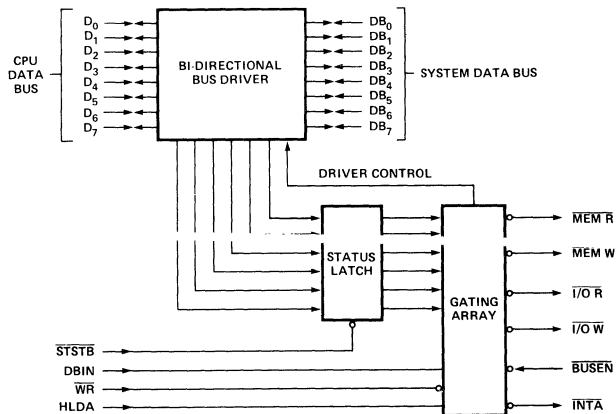 D0
D1
D2
D3
D4
D5
D6
D7
CPU
DATA
BUS
BI-DIRECTIONAL
BUS DRIVER
DB0
DB1
DB2
DB3
DB4
DB5
DB6
DB7
SYSTEM DATA BUS
DRIVER CONTROL
STATUS
LATCH
GATING
ARRAY
MEM R
MEM W
I/O R
I/O W
BUSEN
INTA
STSTB
DBIN
WR
HLDA